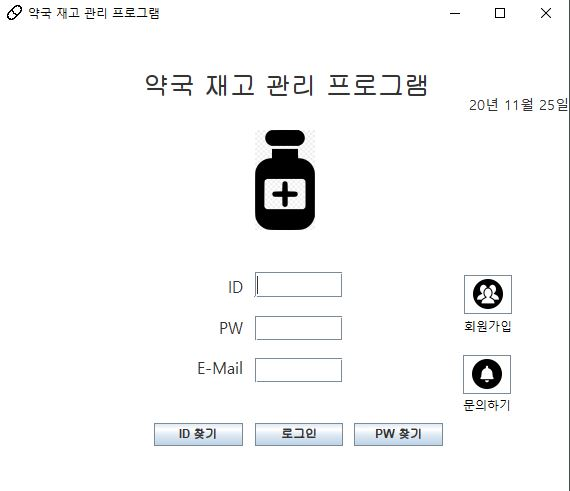 약국 재고 관리 프로그램
약국 재고 관리 프로그램
20년 11월 25일
ID
PW
E-Mail
회원가입
문의하기
ID 찾기 로그인 PW 찾기